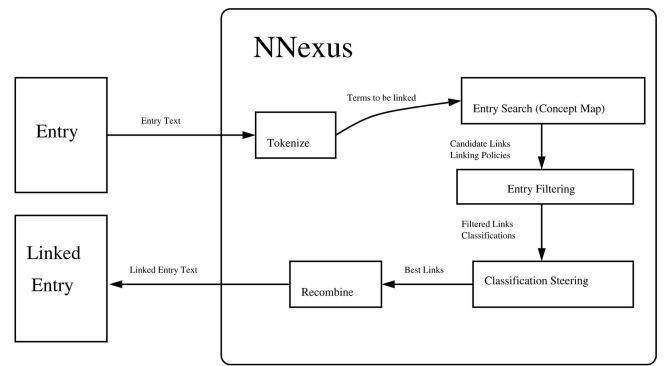 NNexus
Entry
Entry Text
Tokenize
Terms to be linked
Entry Search (Concept Map)
Candidate Links
Linking Policies
Entry Filtering
Filtered Links
Classifications
Classification Steering
Best Links
Recombine
Linked Entry Text
Linked
Entry